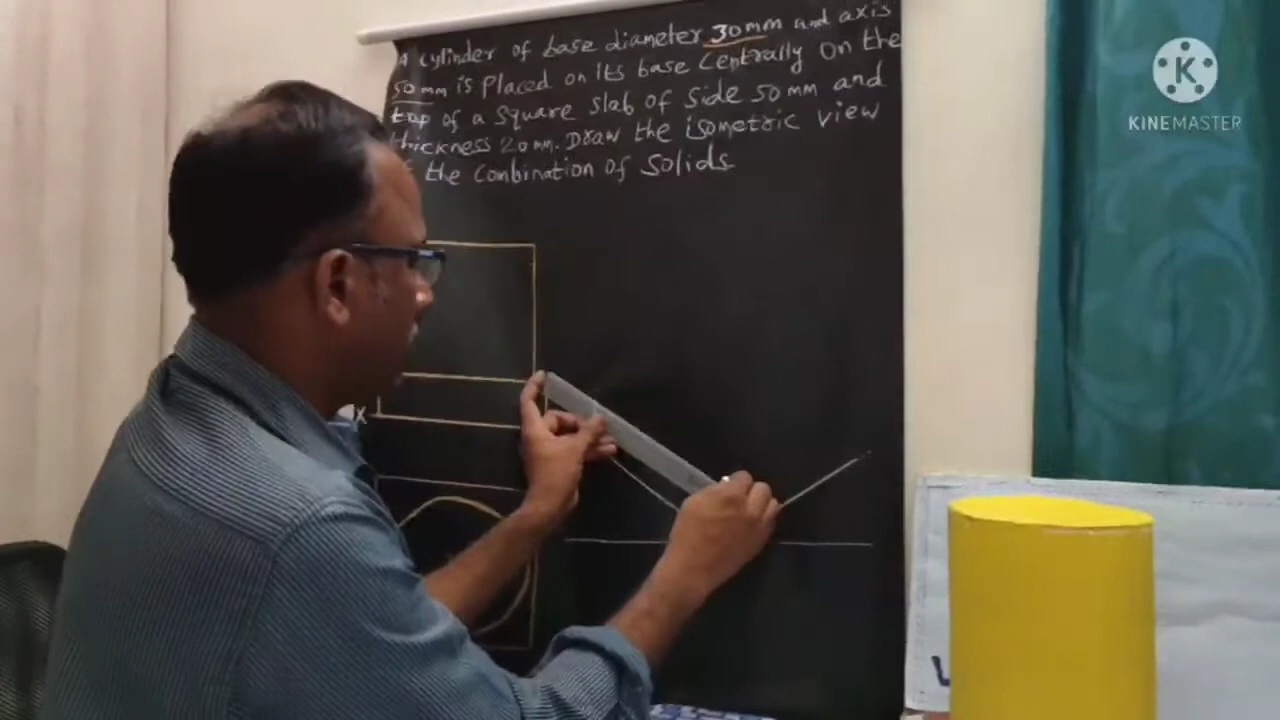 A cylinder of base diameter 30mm and axis
50mm is placed on its base centrally on the
top of a square slab of side 50mm and
thickness 20mm. Draw the isometric view
the combination of solids
X
KINEMASTER